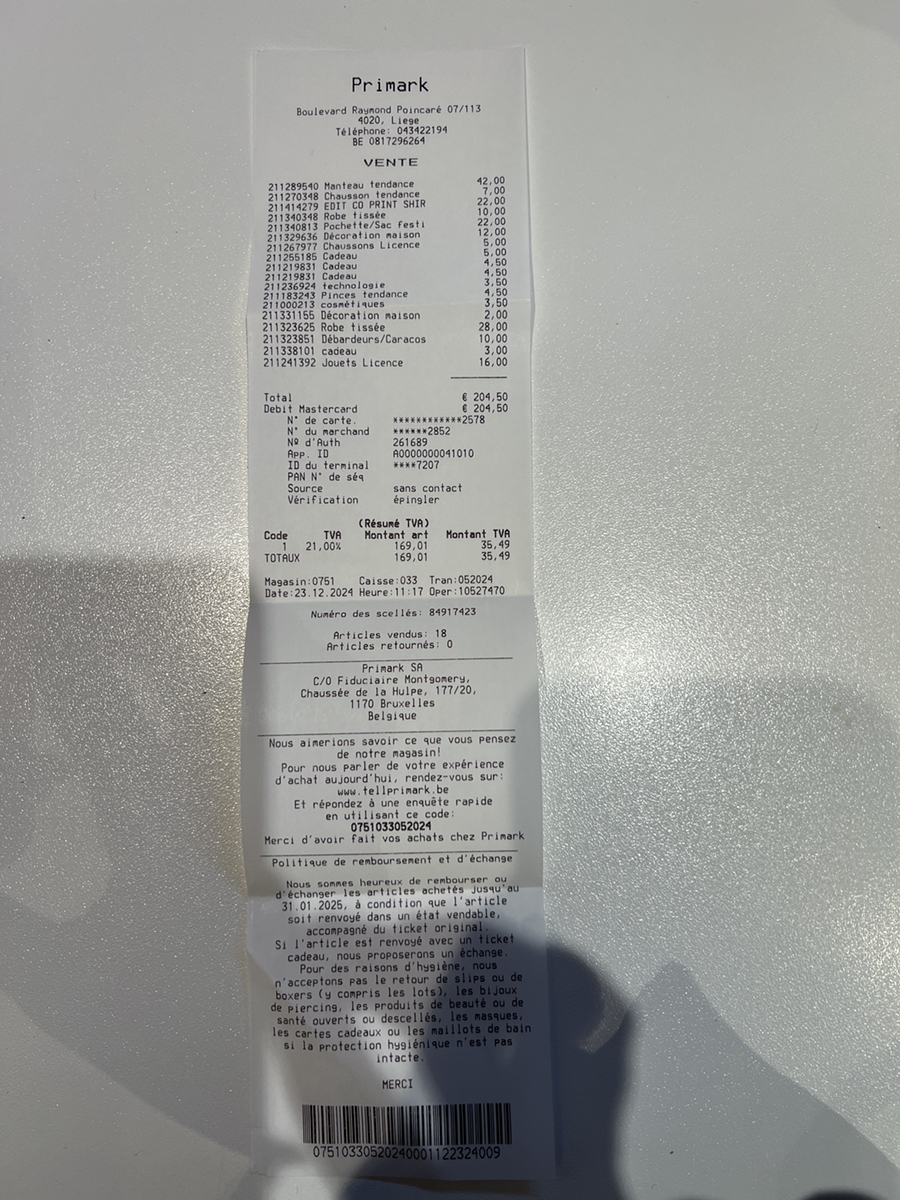 Primark
Boulevard Raymond Poincaré 07/113
4020, Liege
Téléphone: 043422194
BE 0817296264
VENTE
211289540 Manteau tendance 42,00
211270348 Chausson tendance 7,00
211414279 EDIT CO PRINT SHIR 22,00
211340348 Robe tissée 10,00
211340813 Pochette/Sac festi 22,00
211329636 Décoration maison 12,00
211267977 Chaussons Licence 5,00
211255185 Cadeau 5,00
211219831 Cadeau 4,50
211219831 Cadeau 4,50
211236924 technologie 3,50
211183243 Pinces tendance 4,50
211000213 cosmétiques 3,50
211331155 Décoration maison 2,00
211323625 Robe tissée 28,00
211323851 Débardeurs/Caracos 10,00
211338101 cadeau 3,00
211241392 Jouets Licence 16,00
Total € 204,50
Debit Mastercard € 204,50
N° de carte. ************2578
N° du marchand ******2852
Nº d'Auth 261689
App. ID A0000000041010
ID du terminal ****7207
PAN N° de séq
Source sans contact
Vérification épingler
(Résumé TVA)
Code TVA Montant art Montant TVA
1 21,00% 169,01 35,49
TOTAUX 169,01 35,49
Magasin:0751 Caisse:033 Tran:052024
Date:23.12.2024 Heure:11:17 Oper:10527470
Numéro des scellés: 84917423
Articles vendus: 18
Articles retournés: 0
Primark SA
C/O Fiduciaire Montgomery,
Chaussée de la Hulpe, 177/20,
1170 Bruxelles
Belgique
Nous aimerions savoir ce que vous pensez
de notre magasin!
Pour nous parler de votre expérience
d'achat aujourd'hui, rendez-vous sur:
www.tellprimark.be
Et répondez à une enquête rapide
en utilisant ce code:
0751033052024
Merci d'avoir fait vos achats chez Primark
Politique de remboursement et d'échange
Nous sommes heureux de rembourser ou
d'échanger les articles achetés jusqu'au
31.01.2025, à condition que l'article
soit renvoyé dans un état vendable,
accompagné du ticket original.
Si l'article est renvoyé avec un ticket
cadeau, nous proposerons un échange.
Pour des raisons d'hygiène, nous
n'acceptons pas le retour de slips ou de
boxers (y compris les lots), les bijoux
de piercing, les produits de beauté ou de
santé ouverts ou descellés, les masques,
les cartes cadeaux ou les maillots de bain
si la protection hygiénique n'est pas
intacte.
MERCI
07510330520240001122324009